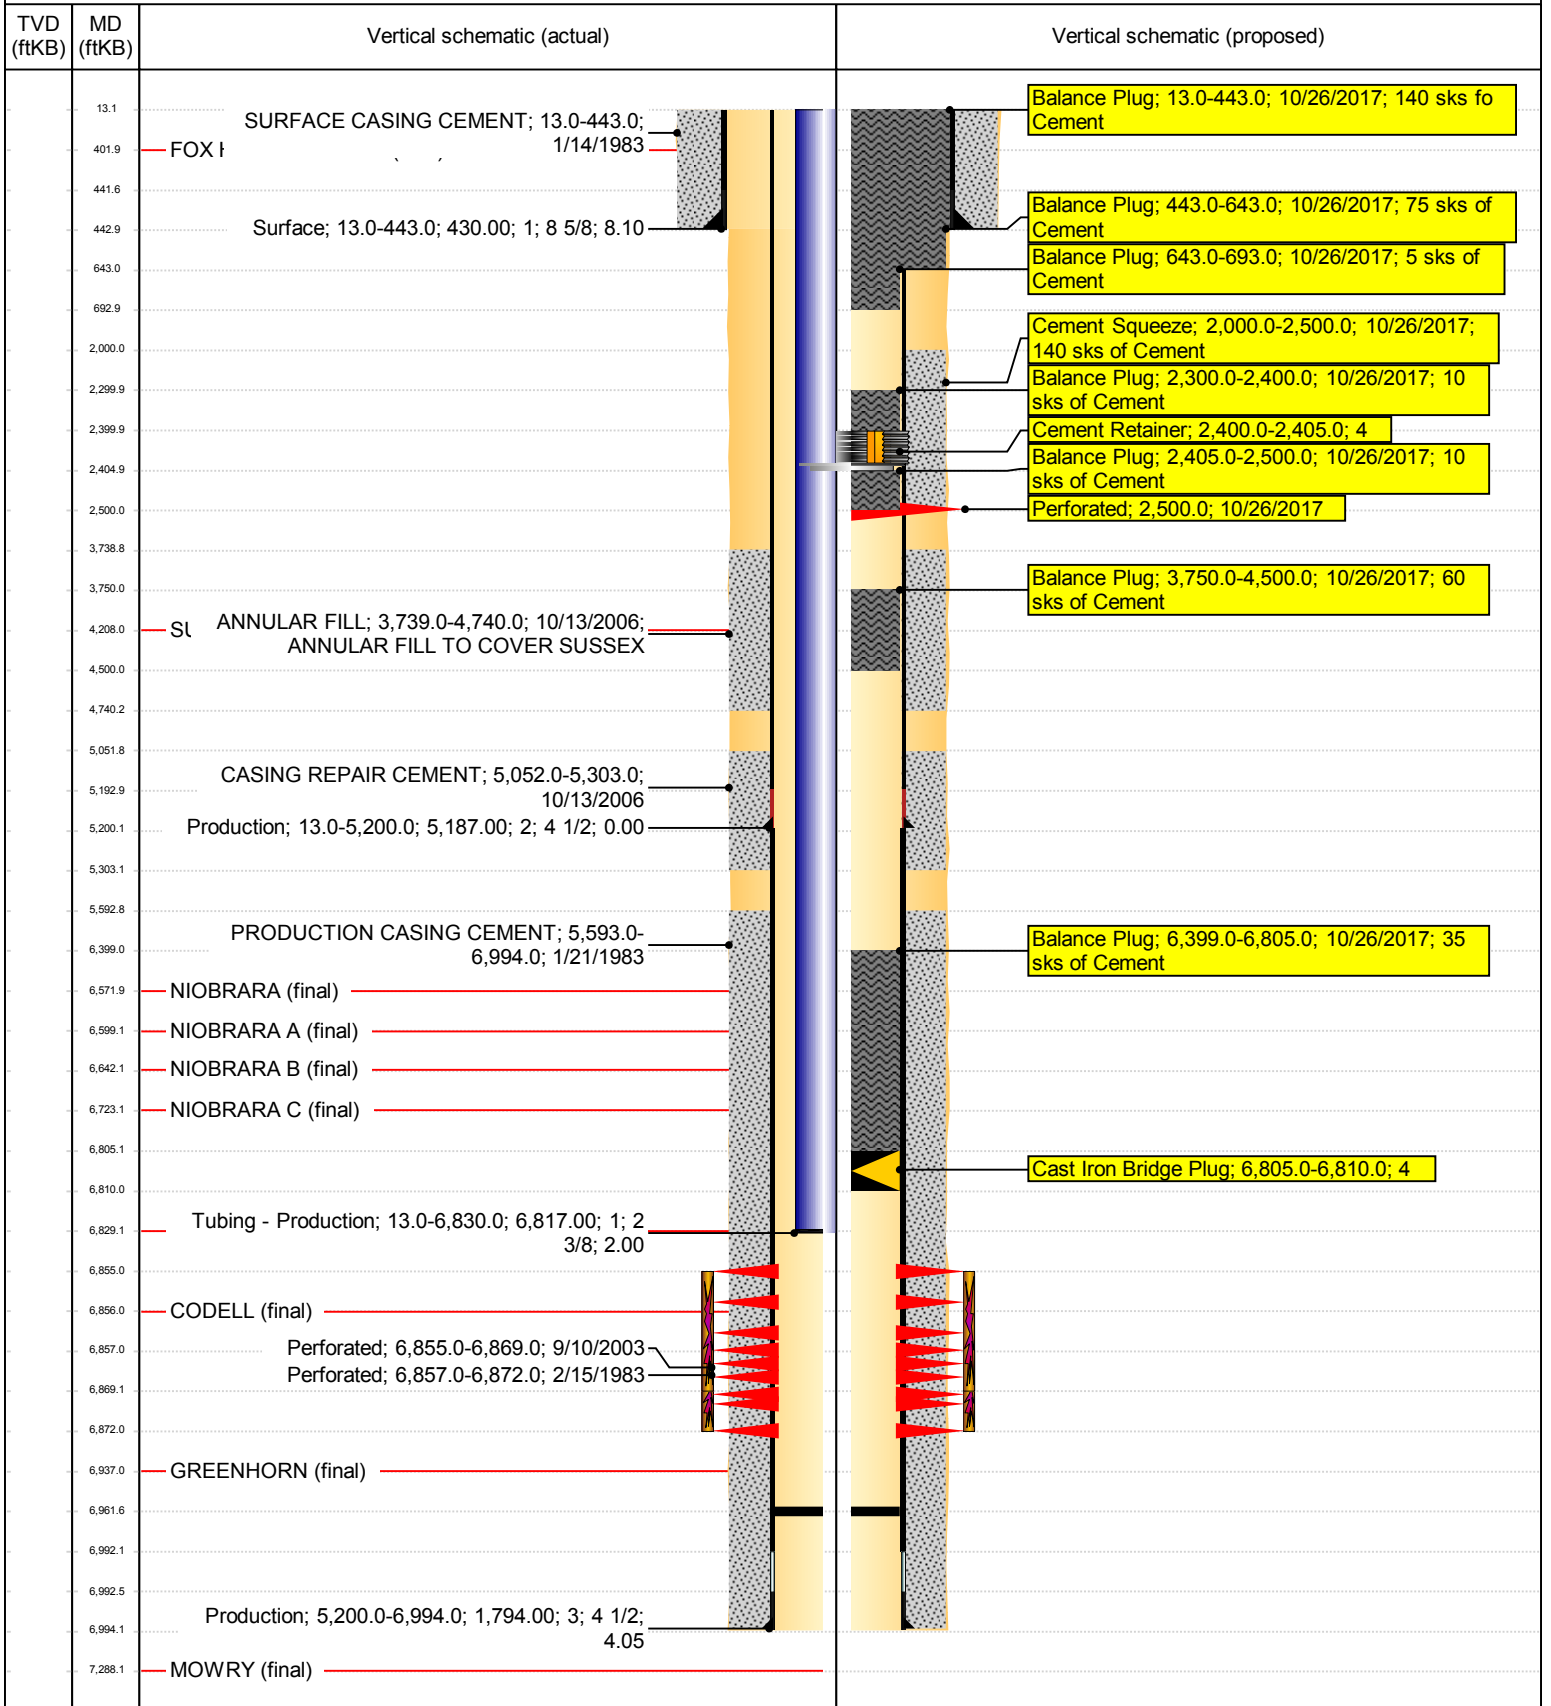 TVD
(ftKB)
MD
(ftKB)
Vertical schematic (actual)
Vertical schematic (proposed)
13.1
401.9
441.6
442.9
643.0
692.9
2,000.0
2,299.9
2,399.9
2,404.9
2,500.0
3,738.8
3,750.0
4,208.0
4,500.0
4,740.2
5,051.8
5,192.9
5,200.1
5,303.1
5,592.8
6,399.0
6,571.9
6,599.1
6,642.1
6,723.1
6,805.1
6,810.0
6,829.1
6,855.0
6,856.0
6,857.0
6,869.1
6,872.0
6,937.0
6,961.6
6,992.1
6,992.5
6,994.1
7,288.1
SURFACE CASING CEMENT; 13.0-443.0;
1/14/1983
FOX
Surface; 13.0-443.0; 430.00; 1; 8 5/8; 8.10
ANNULAR FILL; 3,739.0-4,740.0; 10/13/2006;
ANNULAR FILL TO COVER SUSSEX
CASING REPAIR CEMENT; 5,052.0-5,303.0;
10/13/2006
Production; 13.0-5,200.0; 5,187.00; 2; 4 1/2; 0.00
PRODUCTION CASING CEMENT; 5,593.0-
6,994.0; 1/21/1983
NIOBRARA (final)
NIOBRARA A (final)
NIOBRARA B (final)
NIOBRARA C (final)
Tubing - Production; 13.0-6,830.0; 6,817.00; 1; 2
3/8; 2.00
CODELL (final)
Perforated; 6,855.0-6,869.0; 9/10/2003
Perforated; 6,857.0-6,872.0; 2/15/1983
GREENHORN (final)
Production; 5,200.0-6,994.0; 1,794.00; 3; 4 1/2;
4.05
MOWRY (final)
Balance Plug; 13.0-443.0; 10/26/2017; 140 sks fo
Cement
Balance Plug; 443.0-643.0; 10/26/2017; 75 sks of
Cement
Balance Plug; 643.0-693.0; 10/26/2017; 5 sks of
Cement
Cement Squeeze; 2,000.0-2,500.0; 10/26/2017;
140 sks of Cement
Balance Plug; 2,300.0-2,400.0; 10/26/2017; 10
sks of Cement
Cement Retainer; 2,400.0-2,405.0; 4
Balance Plug; 2,405.0-2,500.0; 10/26/2017; 10
sks of Cement
Perforated; 2,500.0; 10/26/2017
Balance Plug; 3,750.0-4,500.0; 10/26/2017; 60
sks of Cement
Balance Plug; 6,399.0-6,805.0; 10/26/2017; 35
sks of Cement
Cast Iron Bridge Plug; 6,805.0-6,810.0; 4